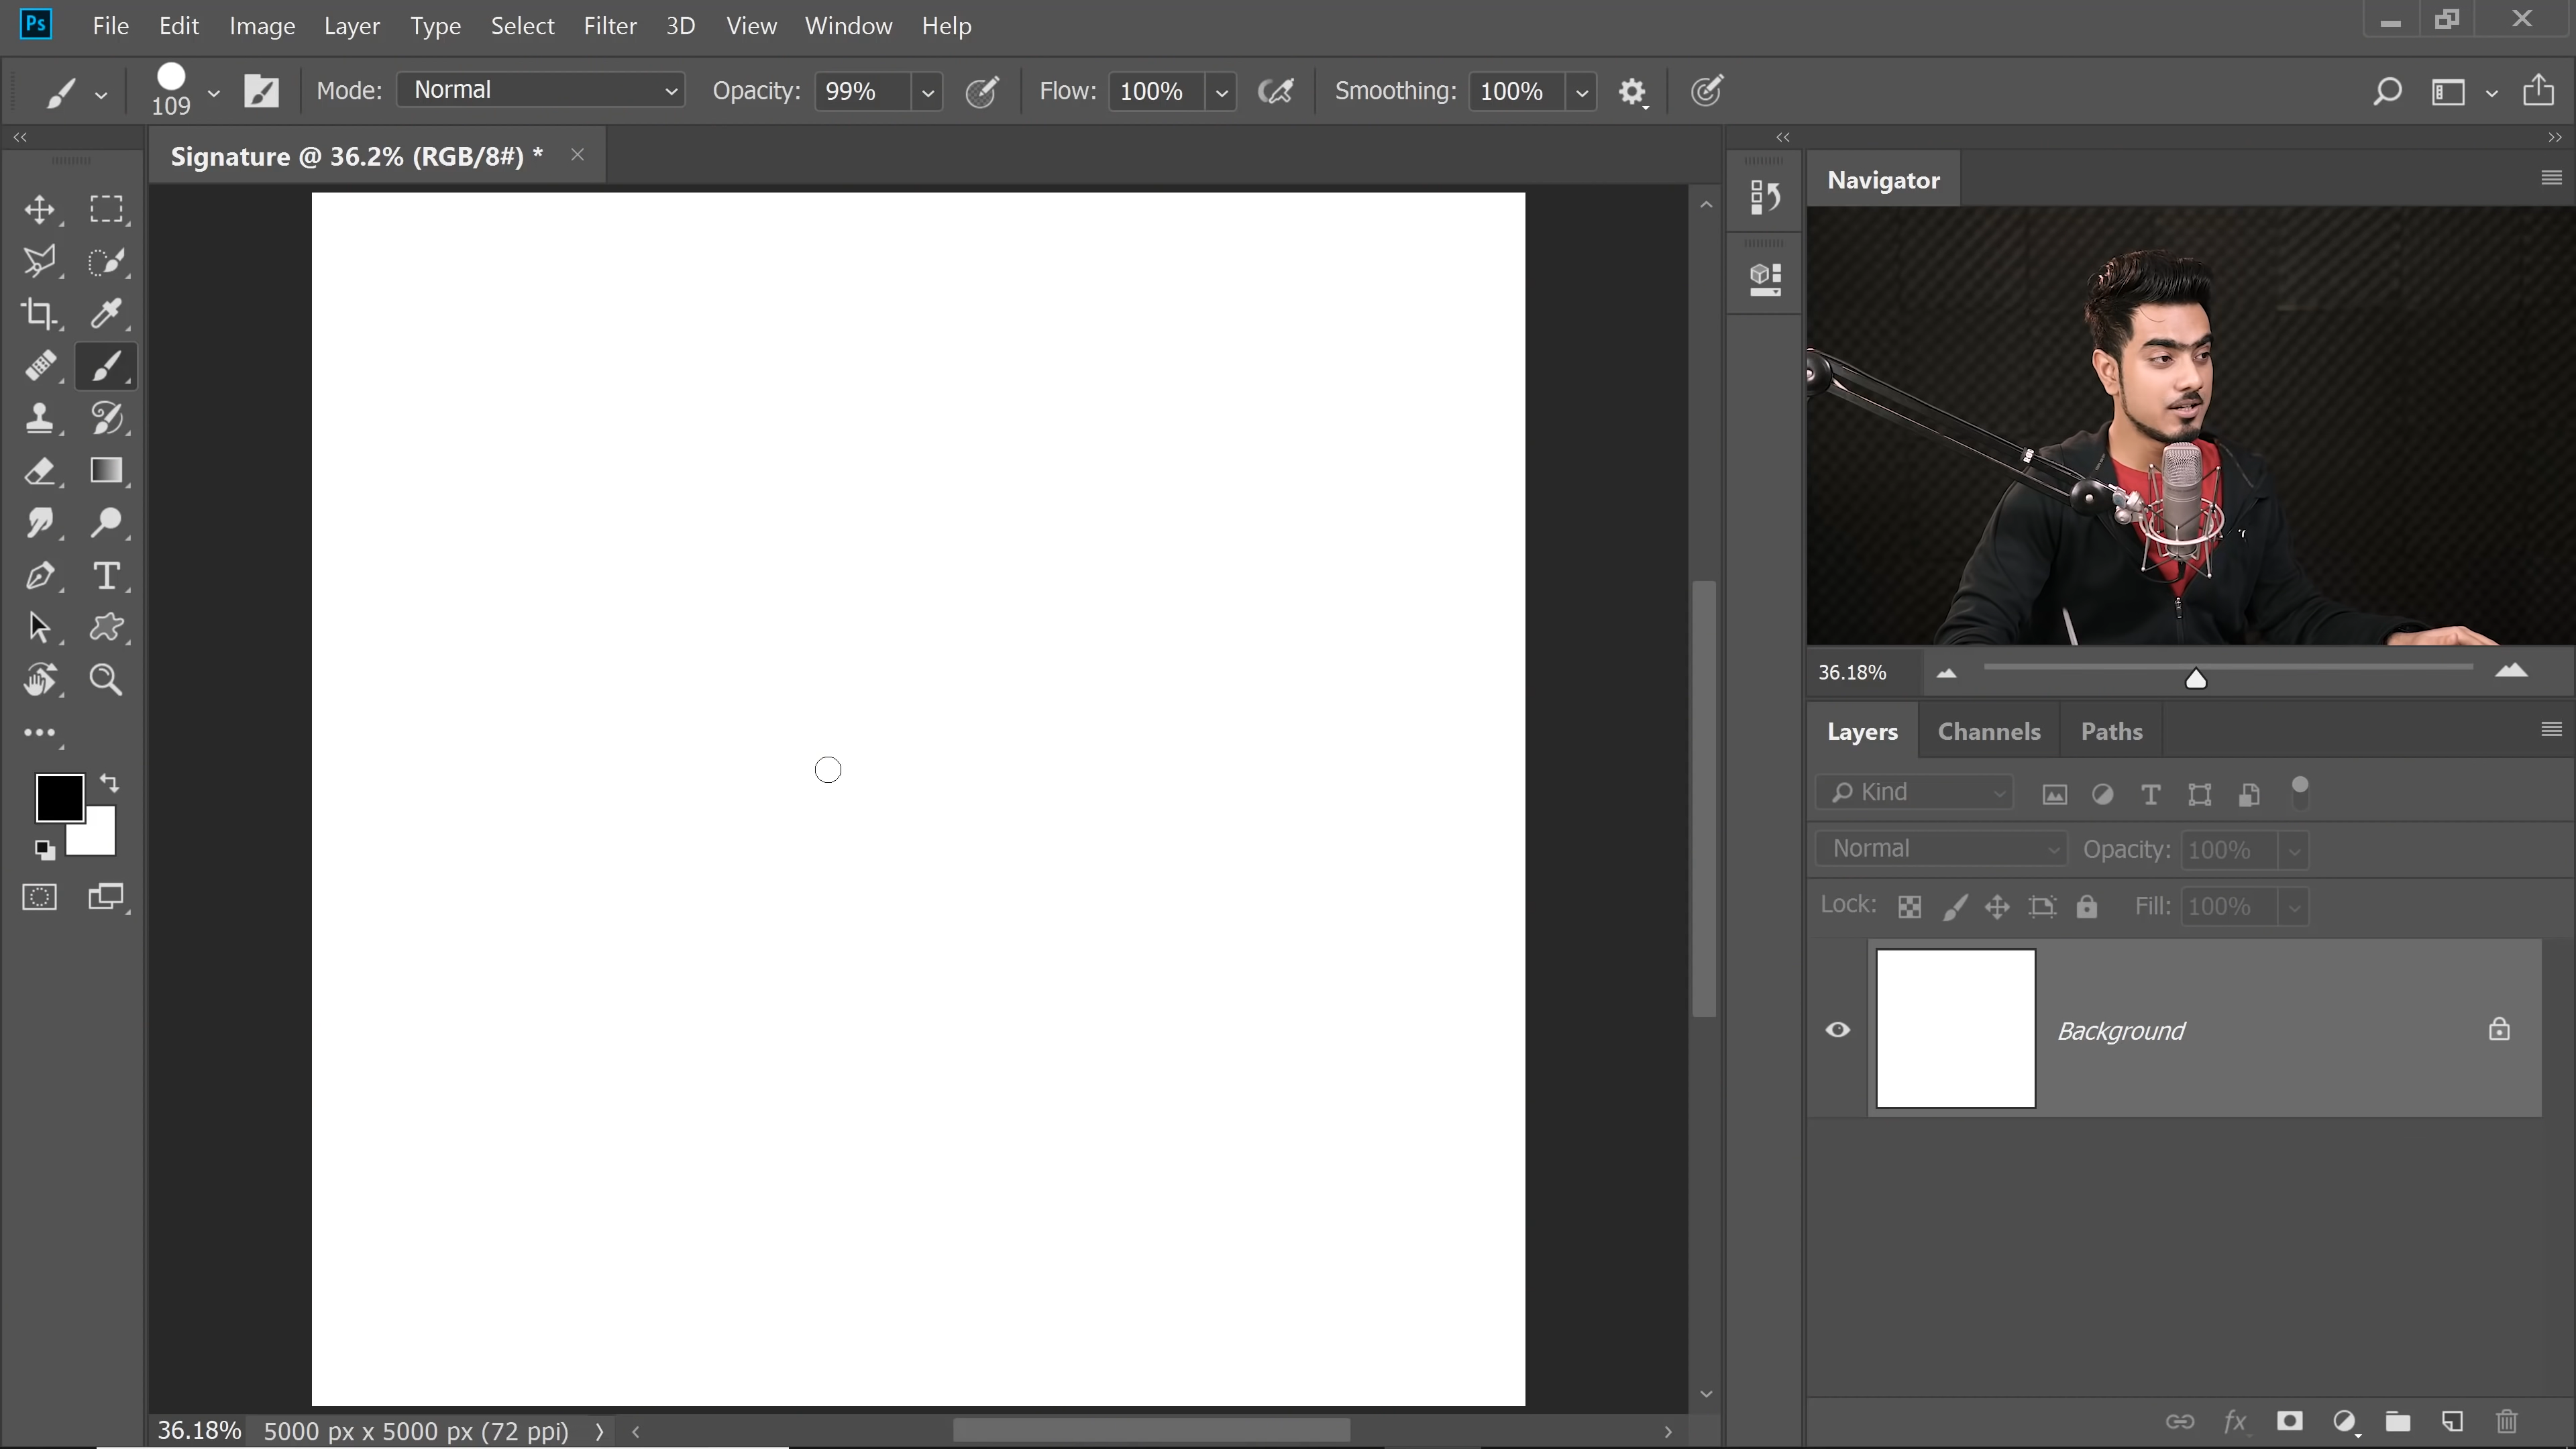 Ps File Edit Image Layer Type Select Filter 3D View Window Help
109 Mode: Normal Opacity: 99% Flow: 100% Smoothing: 100%
Signature @ 36.2% (RGB/8#) *
Navigator
36.18%
Layers Channels Paths
Kind
Normal Opacity: 100%
Lock: Fill: 100%
Background
fx
36.18% 5000 px x 5000 px (72 ppi)